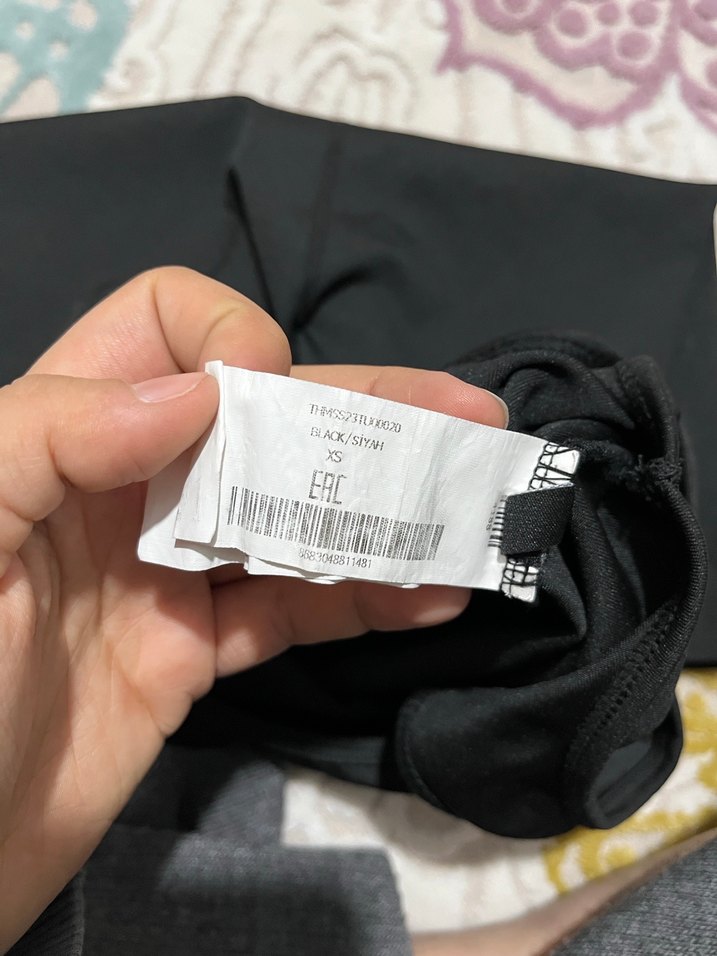 THMSS23TU00020
BLACK/SİYAH
XS
EAC
8683048811481